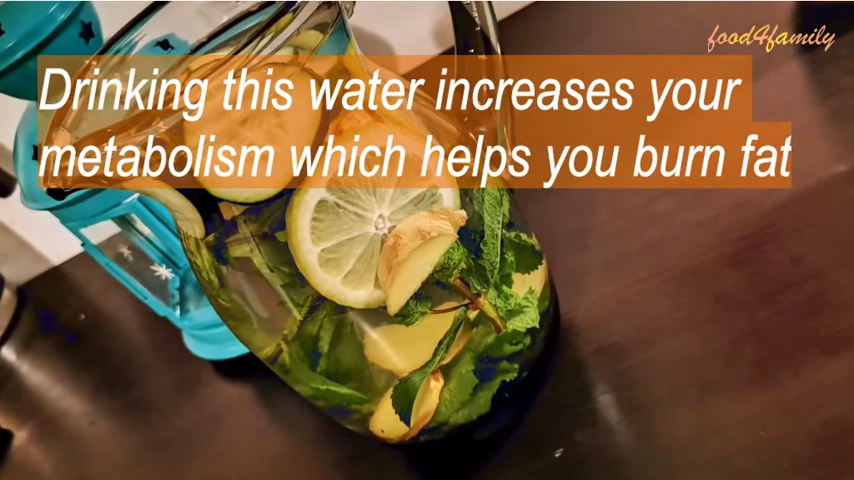 food4family
Drinking this water increases your
metabolism which helps you burn fat